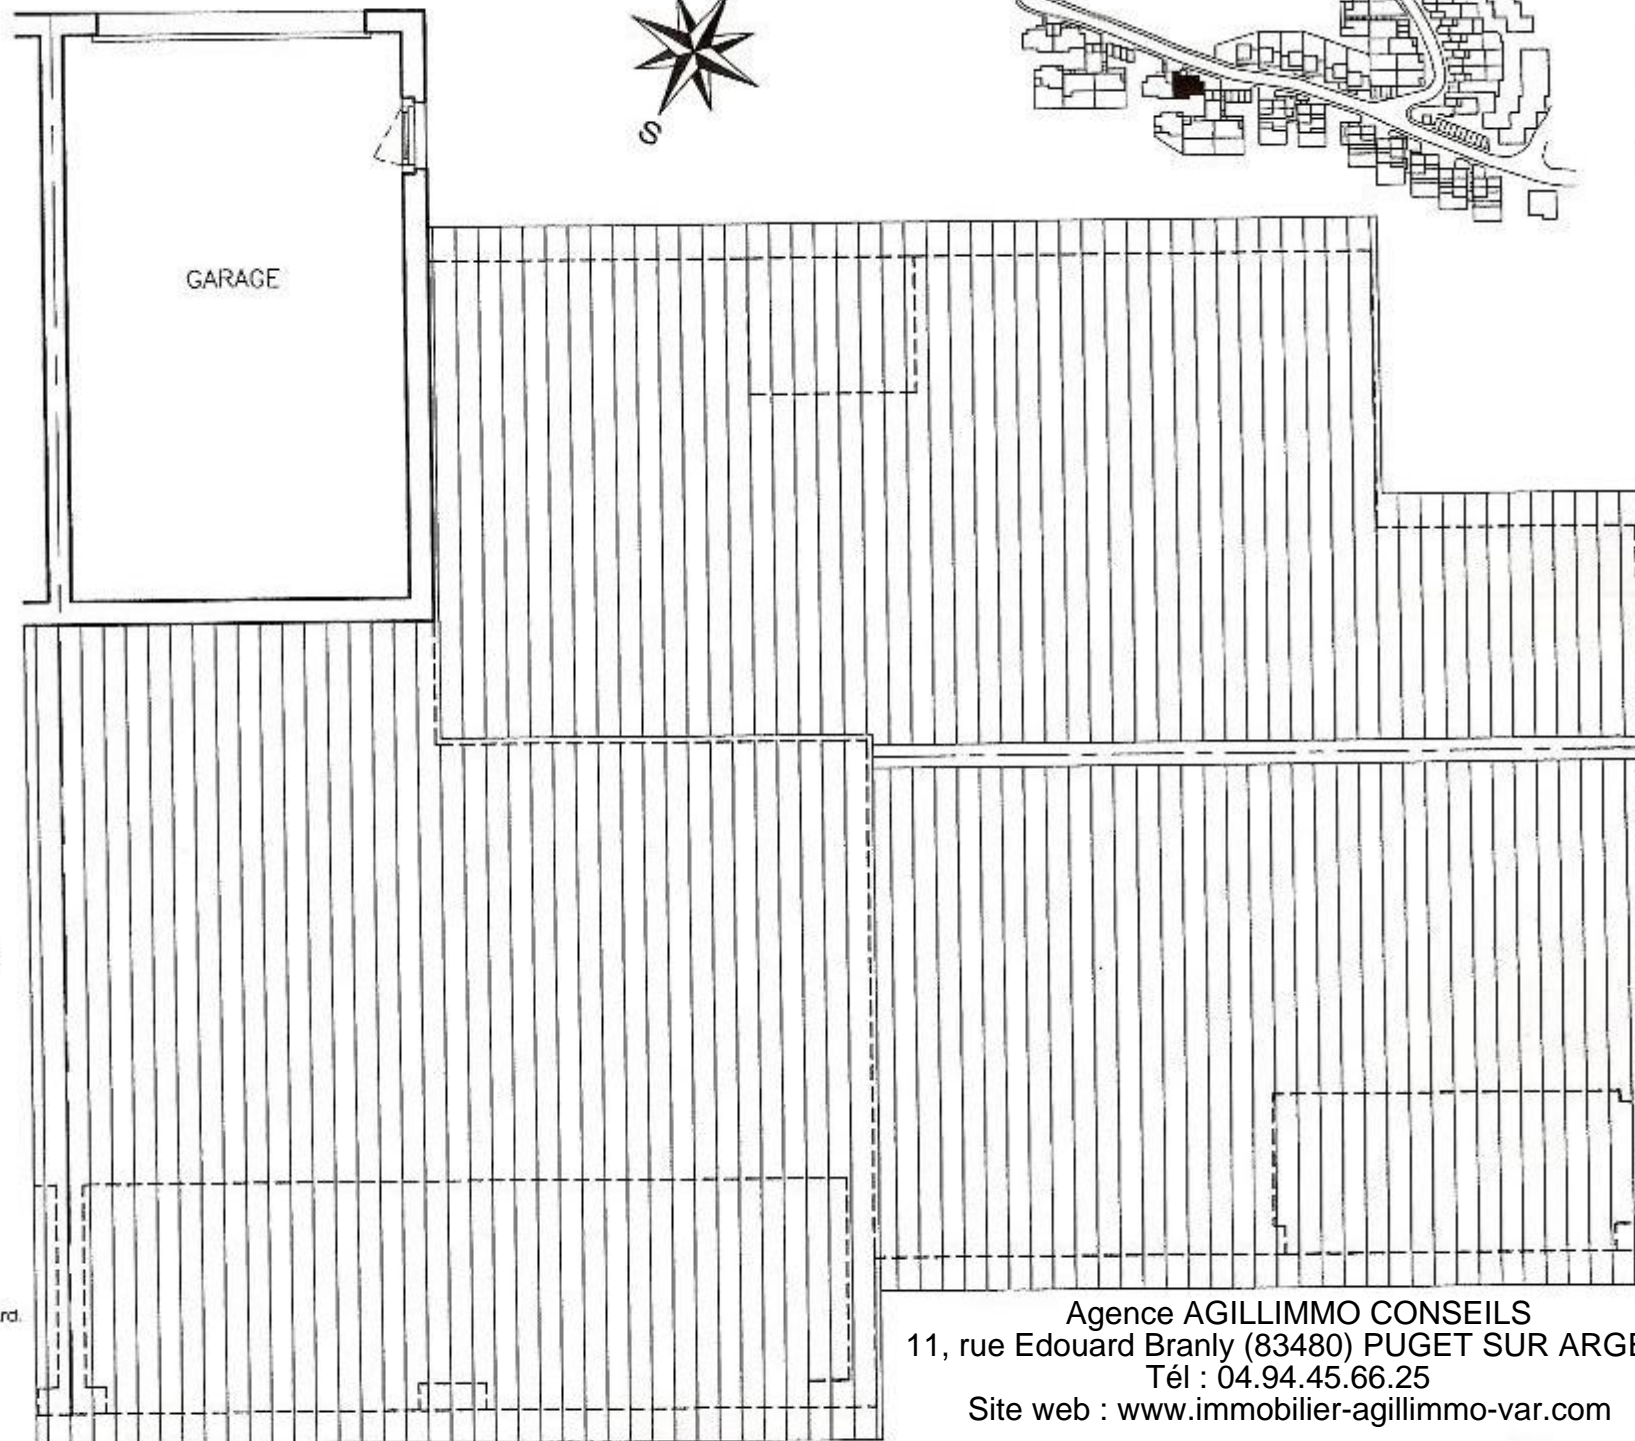 S
GARAGE
rd.
Agence AGILLIMMO CONSEILS
11, rue Edouard Branly (83480) PUGET SUR ARGE
Tél : 04.94.45.66.25
Site web : www.immobilier-agillimmo-var.com